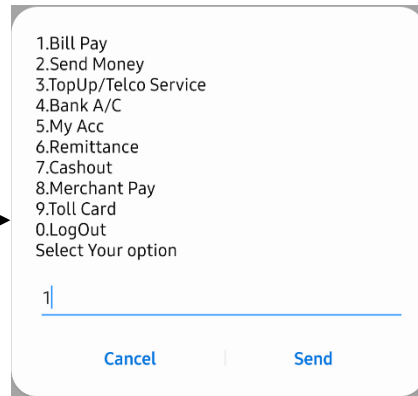 1.Bill Pay
2.Send Money
3.TopUp/Telco Service
4.Bank A/C
5.My Acc
6.Remittance
7.Cashout
8.Merchant Pay
9.Toll Card
0.LogOut
Select Your option
1
Cancel Send